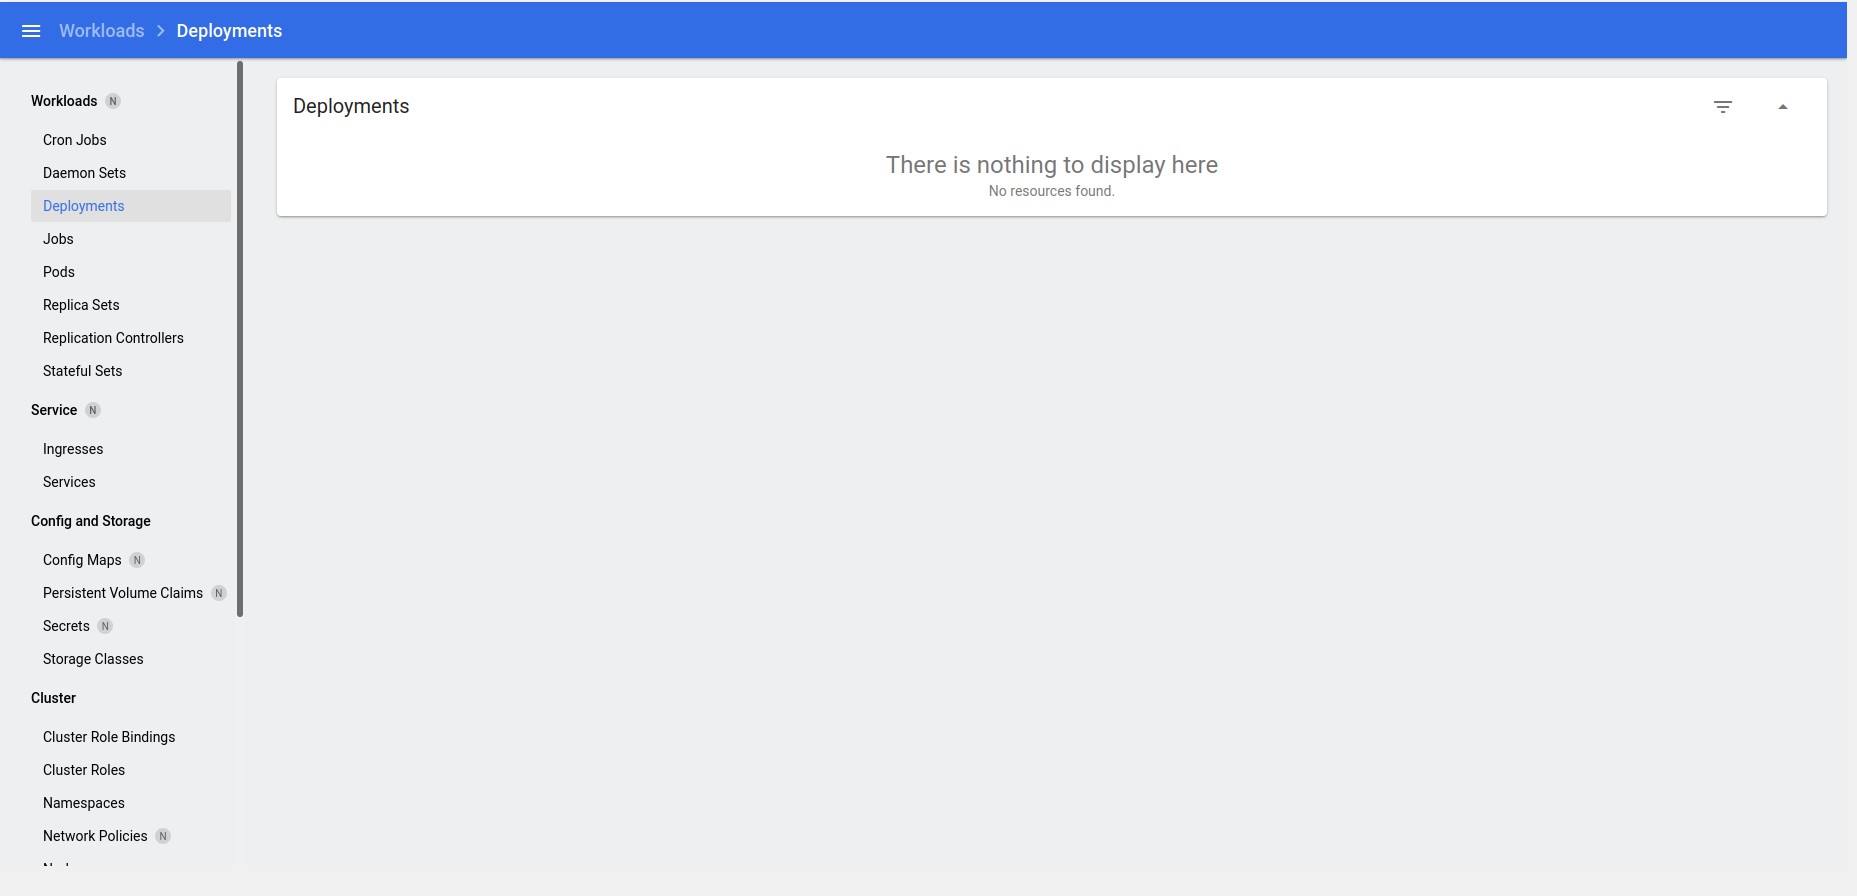 Workloads > Deployments
Workloads N
Cron Jobs
Daemon Sets
Deployments
Jobs
Pods
Replica Sets
Replication Controllers
Stateful Sets
Service N
Ingresses
Services
Config and Storage
Config Maps N
Persistent Volume Claims N
Secrets N
Storage Classes
Cluster
Cluster Role Bindings
Cluster Roles
Namespaces
Network Policies N
Deployments
There is nothing to display here
No resources found.